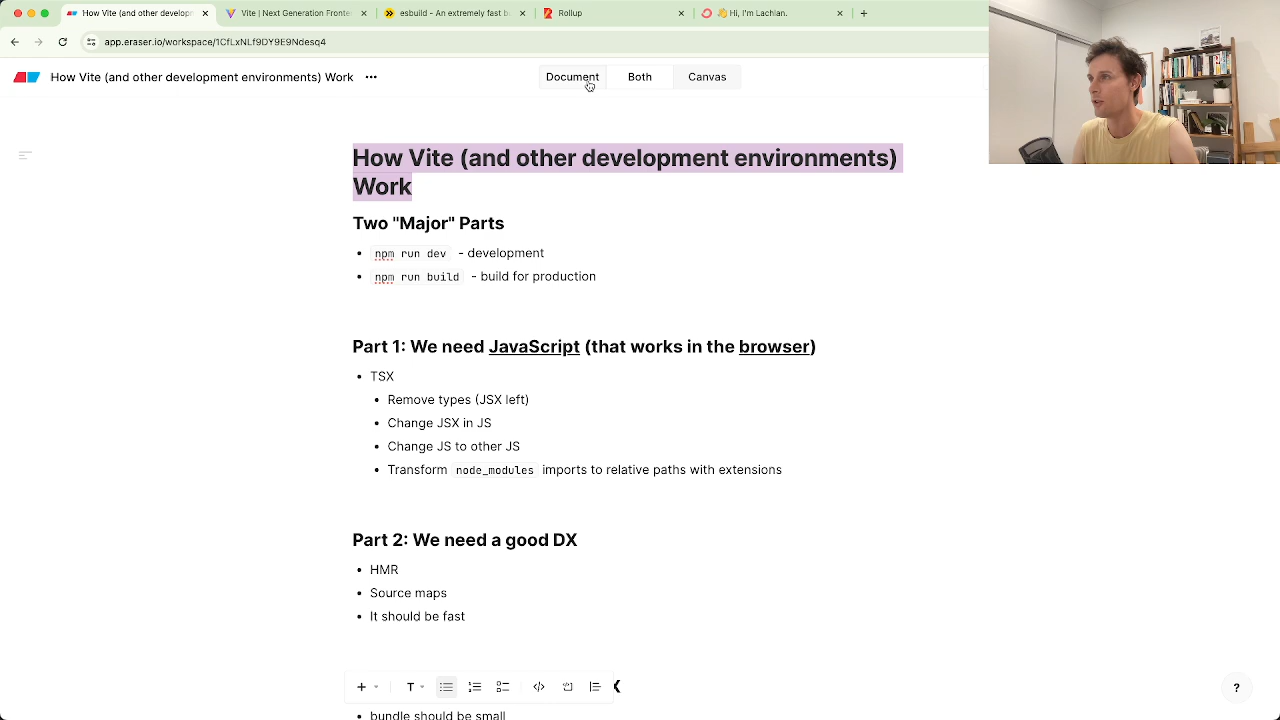 How Vite (and other developm
Vite | Next Generation Fronte
esbuild - An extremely fast b
Rollup
👋 Hi, I'm Lachlan.
app.eraser.io/workspace/1CfLxNLf9DY9E9Ndesq4
How Vite (and other development environments) Work
Document
Both
Canvas
How Vite (and other development environments)
Work
Two "Major" Parts
• npm run dev - development
• npm run build - build for production
Part 1: We need JavaScript (that works in the browser)
• TSX
• Remove types (JSX left)
• Change JSX in JS
• Change JS to other JS
• Transform node_modules imports to relative paths with extensions
Part 2: We need a good DX
• HMR
• Source maps
• It should be fast
T
?
• bundle should be small